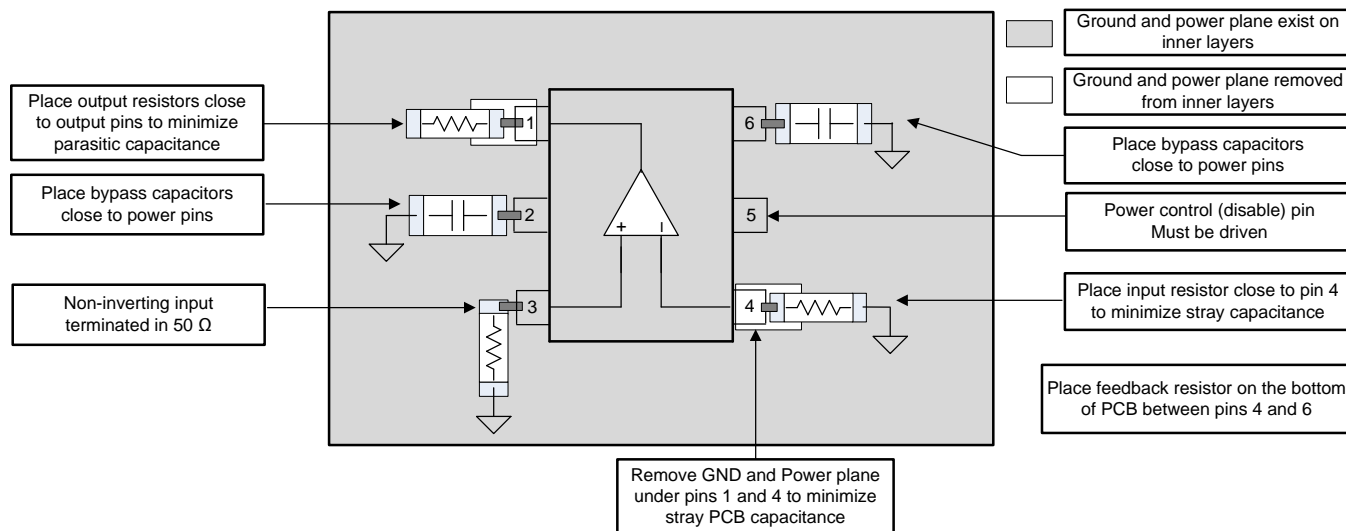 Ground and power plane exist on
inner layers
Ground and power plane removed
from inner layers
Place output resistors close
to output pins to minimize
parasitic capacitance
Place bypass capacitors
close to power pins
Non-inverting input
terminated in 50 Ω
1
2
3
+
–
6
5
4
Place bypass capacitors
close to power pins
Power control (disable) pin
Must be driven
Place input resistor close to pin 4
to minimize stray capacitance
Place feedback resistor on the bottom
of PCB between pins 4 and 6
Remove GND and Power plane
under pins 1 and 4 to minimize
stray PCB capacitance